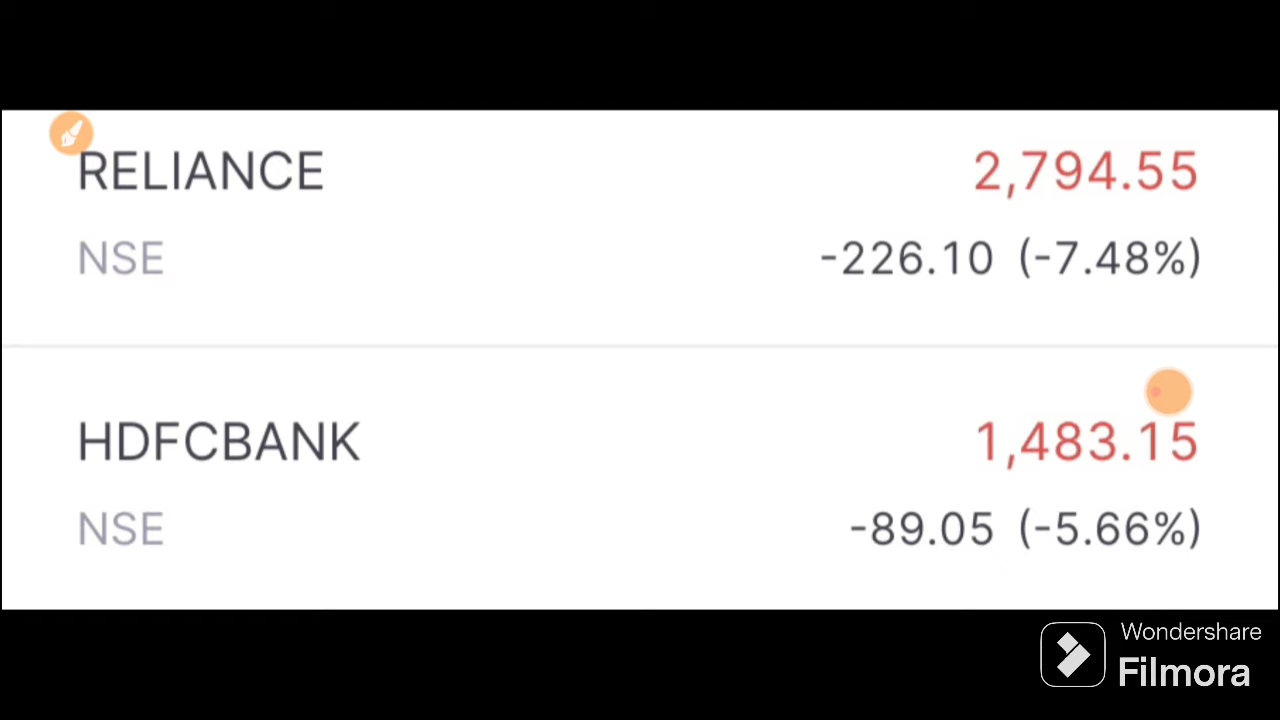 RELIANCE 2,794.55
NSE -226.10 (-7.48%)
HDFCBANK 1,483.15
NSE -89.05 (-5.66%)
Wondershare
Filmora